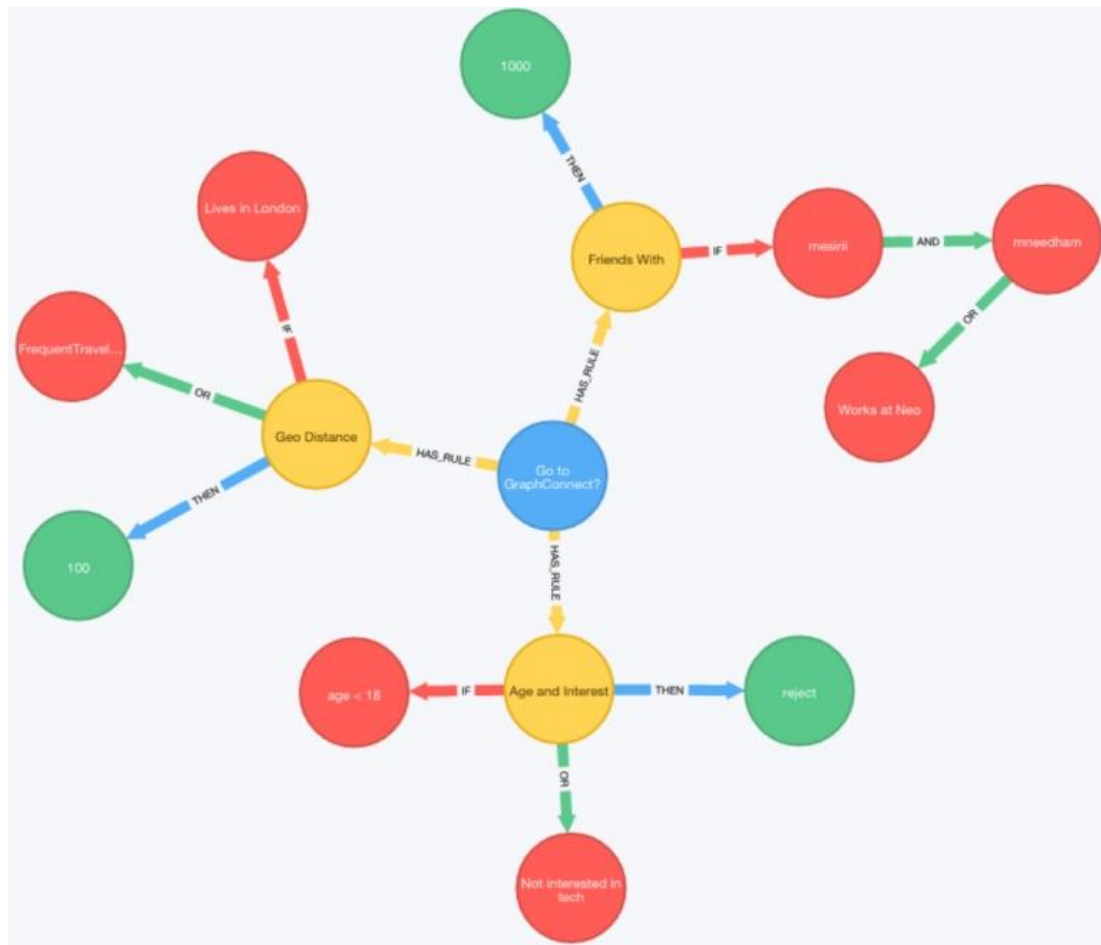 1000
THEN
Lives in London
Friends With
IF
mesirii
AND
mneedham
IF
OR
FrequentTravel...
OR
HAS_RULE
Works at Neo
Geo Distance
HAS_RULE
Go to
GraphConnect?
THEN
100
HAS_RULE
age < 18
IF
Age and Interest
THEN
reject
OR
Not interested in
tech